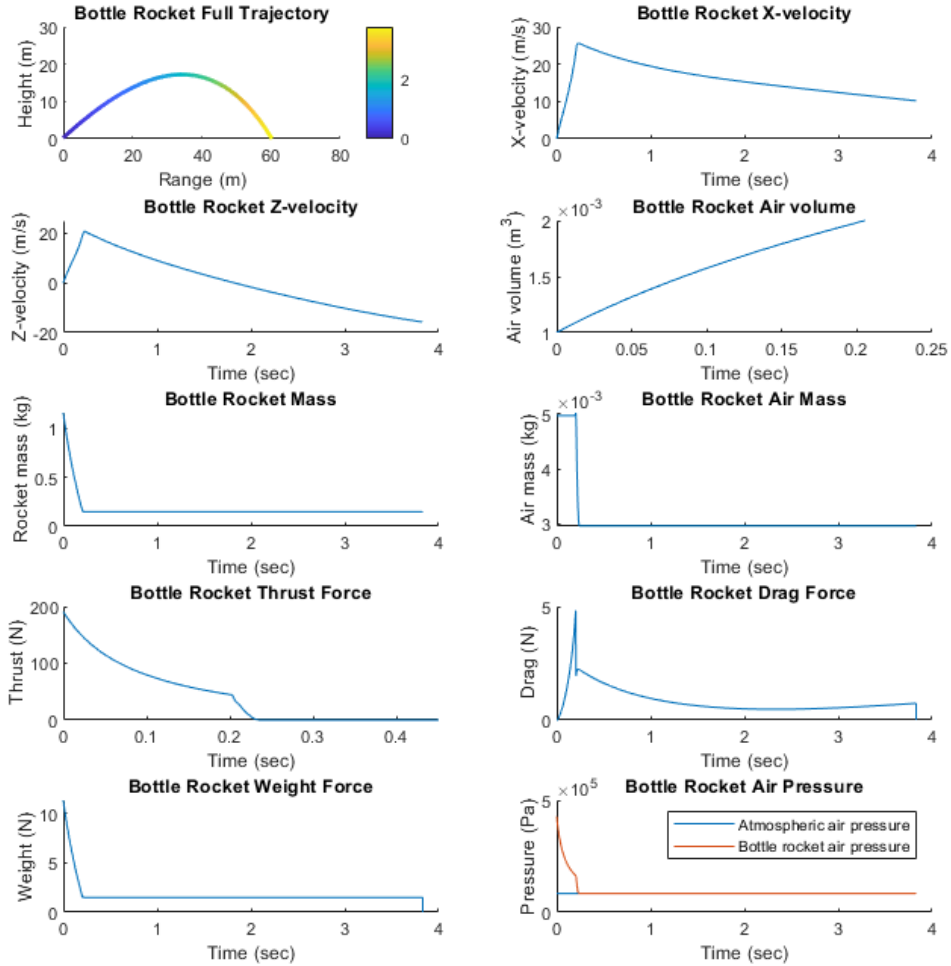 Bottle Rocket Full Trajectory
30
20
10
0
Height (m)
0
20
40
60
80
Range (m)
2
0
Bottle Rocket X-velocity
30
20
10
0
X-velocity (m/s)
0
1
2
3
4
Time (sec)
Bottle Rocket Z-velocity
20
0
-20
Z-velocity (m/s)
0
1
2
3
4
Time (sec)
Bottle Rocket Air volume
×10⁻³
2
1.5
1
Air volume (m³)
0
0.05
0.1
0.15
0.2
0.25
Time (sec)
Bottle Rocket Mass
1
0.5
0
Rocket mass (kg)
0
1
2
3
4
Time (sec)
Bottle Rocket Air Mass
×10⁻³
5
4
3
Air mass (kg)
0
1
2
3
4
Time (sec)
Bottle Rocket Thrust Force
200
100
0
Thrust (N)
0
0.1
0.2
0.3
0.4
Time (sec)
Bottle Rocket Drag Force
5
0
Drag (N)
0
1
2
3
4
Time (sec)
Bottle Rocket Weight Force
10
5
0
Weight (N)
0
1
2
3
4
Time (sec)
Bottle Rocket Air Pressure
×10⁵
5
0
Pressure (Pa)
Atmospheric air pressure
Bottle rocket air pressure
0
1
2
3
4
Time (sec)